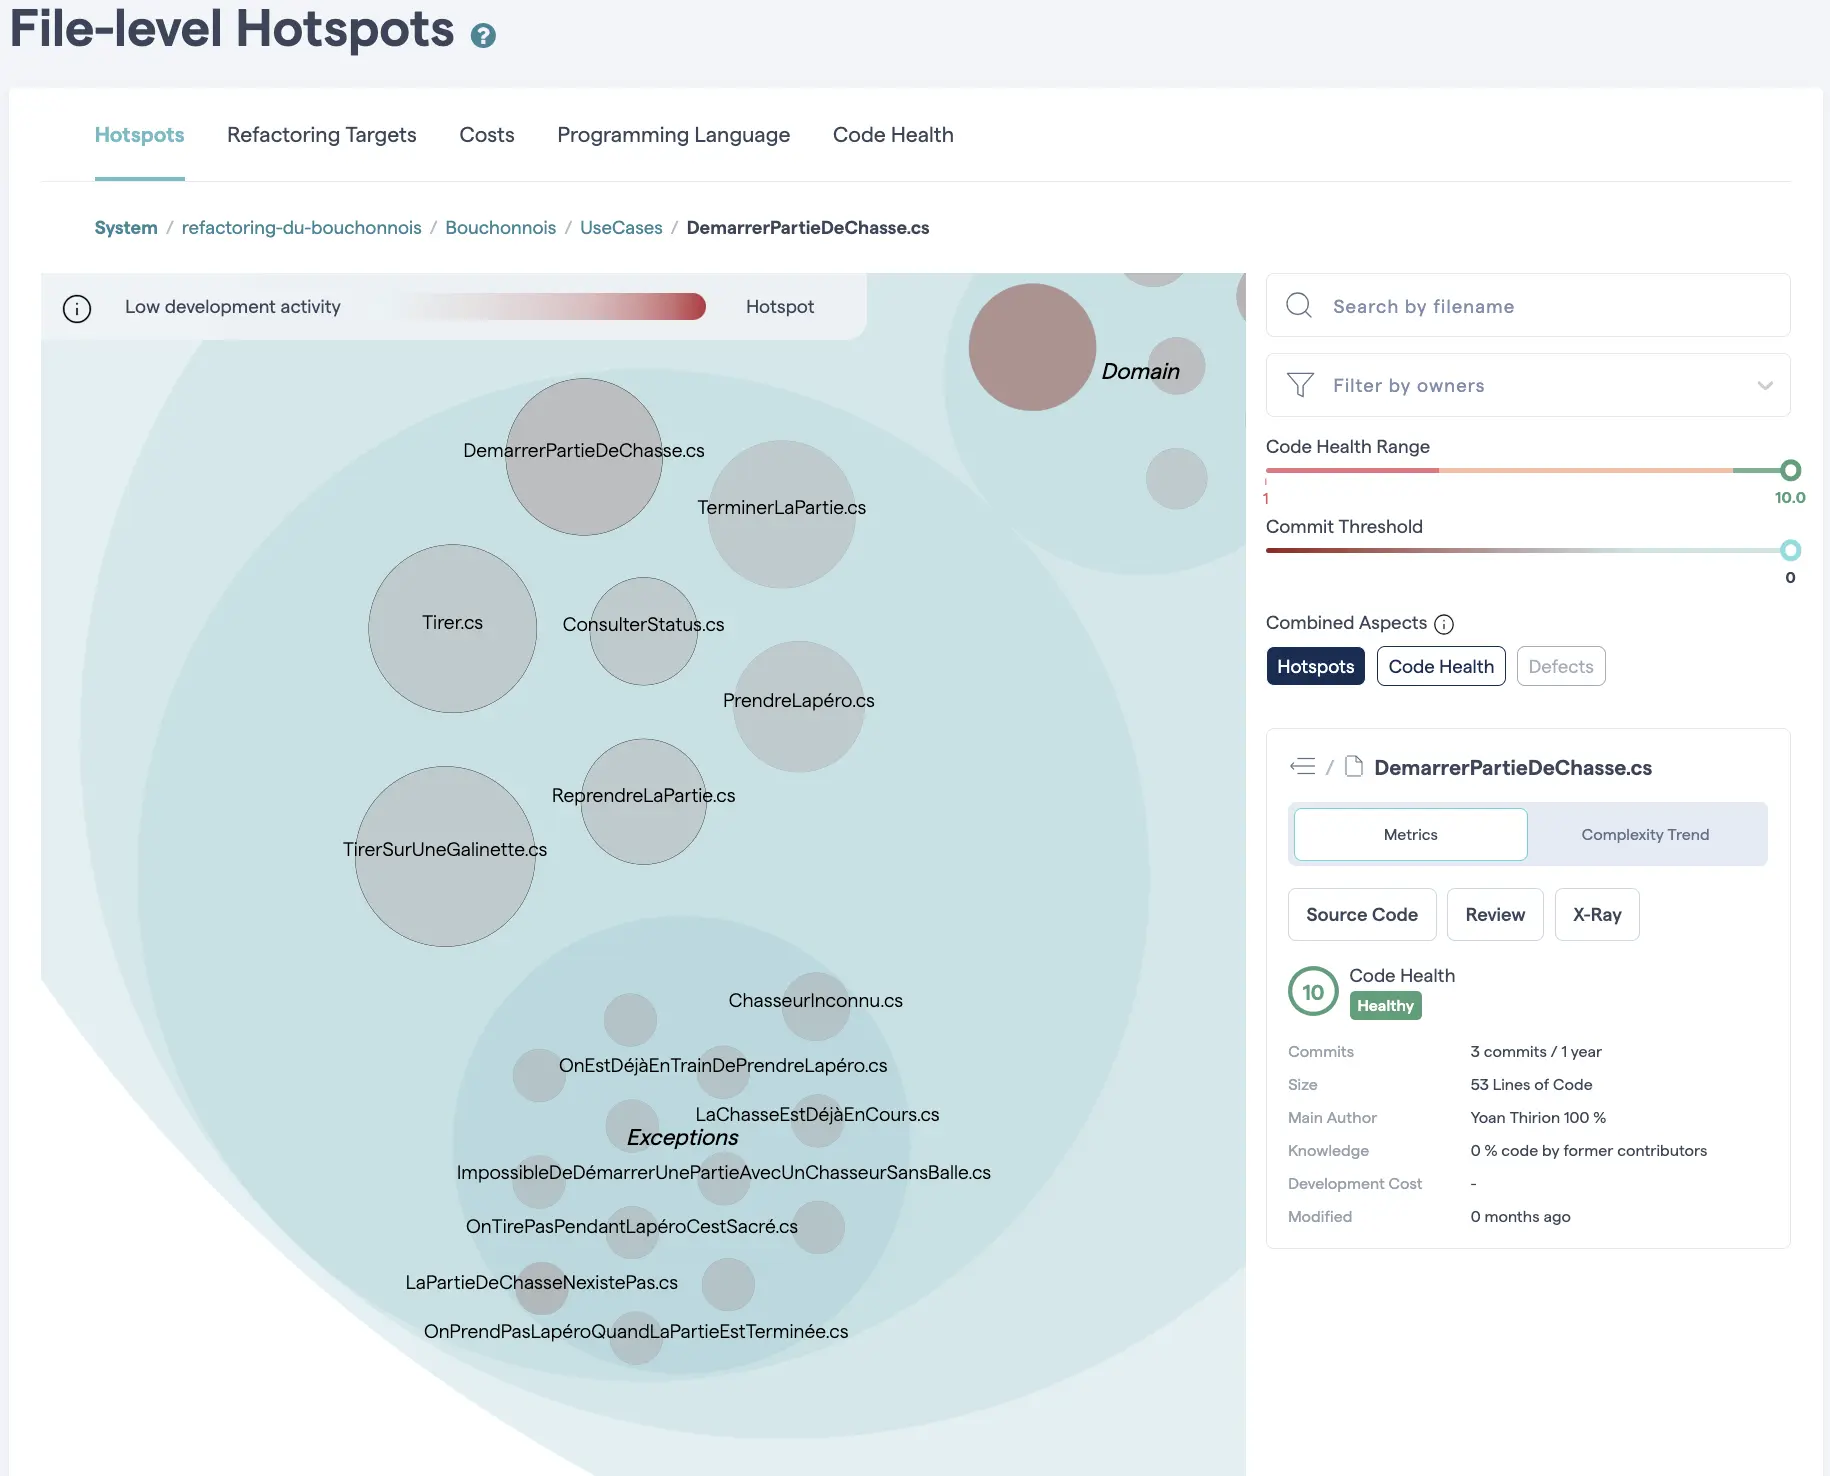 File-level Hotspots ?
Hotspots Refactoring Targets Costs Programming Language Code Health
System / refactoring-du-bouchonnois / Bouchonnois / UseCases / DemarrerPartieDeChasse.cs
Low development activity Hotspot
Domain
DemarrerPartieDeChasse.cs
TerminerLaPartie.cs
Tirer.cs
ConsulterStatus.cs
PrendreLapéro.cs
ReprendreLaPartie.cs
TirerSurUneGalinette.cs
ChasseurInconnu.cs
OnEstDéjàEnTrainDePrendreLapéro.cs
LaChasseEstDéjàEnCours.cs
Exceptions
ImpossibleDeDémarrerUnePartieAvecUnChasseurSansBalle.cs
OnTirePasPendantLapéroCestSacré.cs
LaPartieDeChasseNexistePas.cs
OnPrendPasLapéroQuandLaPartieEstTerminée.cs
Search by filename
Filter by owners
Code Health Range
1 10.0
Commit Threshold
0
Combined Aspects
Hotspots Code Health Defects
/ DemarrerPartieDeChasse.cs
Metrics Complexity Trend
Source Code Review X-Ray
10 Code Health
Healthy
Commits 3 commits / 1 year
Size 53 Lines of Code
Main Author Yoan Thirion 100 %
Knowledge 0 % code by former contributors
Development Cost -
Modified 0 months ago